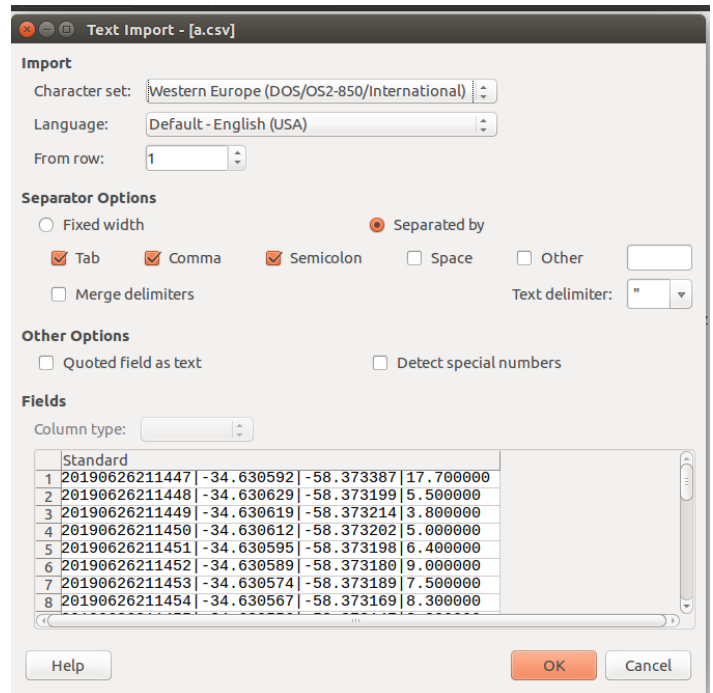 Text Import - [a.csv]
Import
Character set: Western Europe (DOS/OS2-850/International)
Language: Default - English (USA)
From row: 1
Separator Options
Fixed width Separated by
Tab Comma Semicolon Space Other
Merge delimiters Text delimiter: "
Other Options
Quoted field as text Detect special numbers
Fields
Column type:
Standard
1 20190626211447|-34.630592|-58.373387|17.700000
2 20190626211448|-34.630629|-58.373199|5.500000
3 20190626211449|-34.630619|-58.373214|3.800000
4 20190626211450|-34.630612|-58.373202|5.000000
5 20190626211451|-34.630595|-58.373198|6.400000
6 20190626211452|-34.630589|-58.373180|9.000000
7 20190626211453|-34.630574|-58.373189|7.500000
8 20190626211454|-34.630567|-58.373169|8.300000
Help OK Cancel